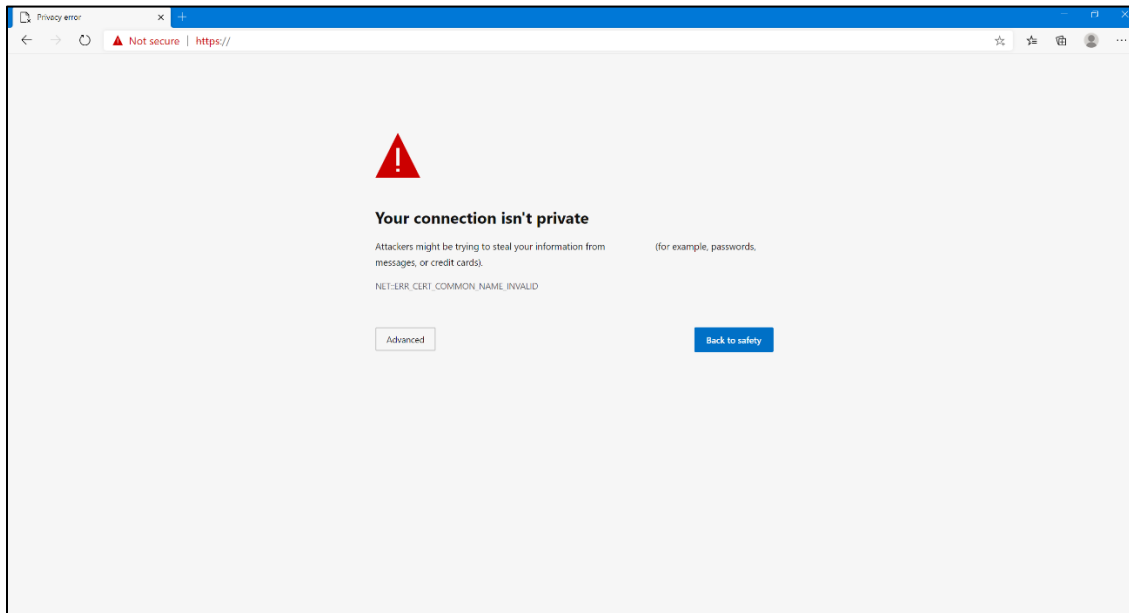 Privacy error
Not secure | https://
Your connection isn't private
Attackers might be trying to steal your information from (for example, passwords,
messages, or credit cards).
NET::ERR_CERT_COMMON_NAME_INVALID
Advanced
Back to safety